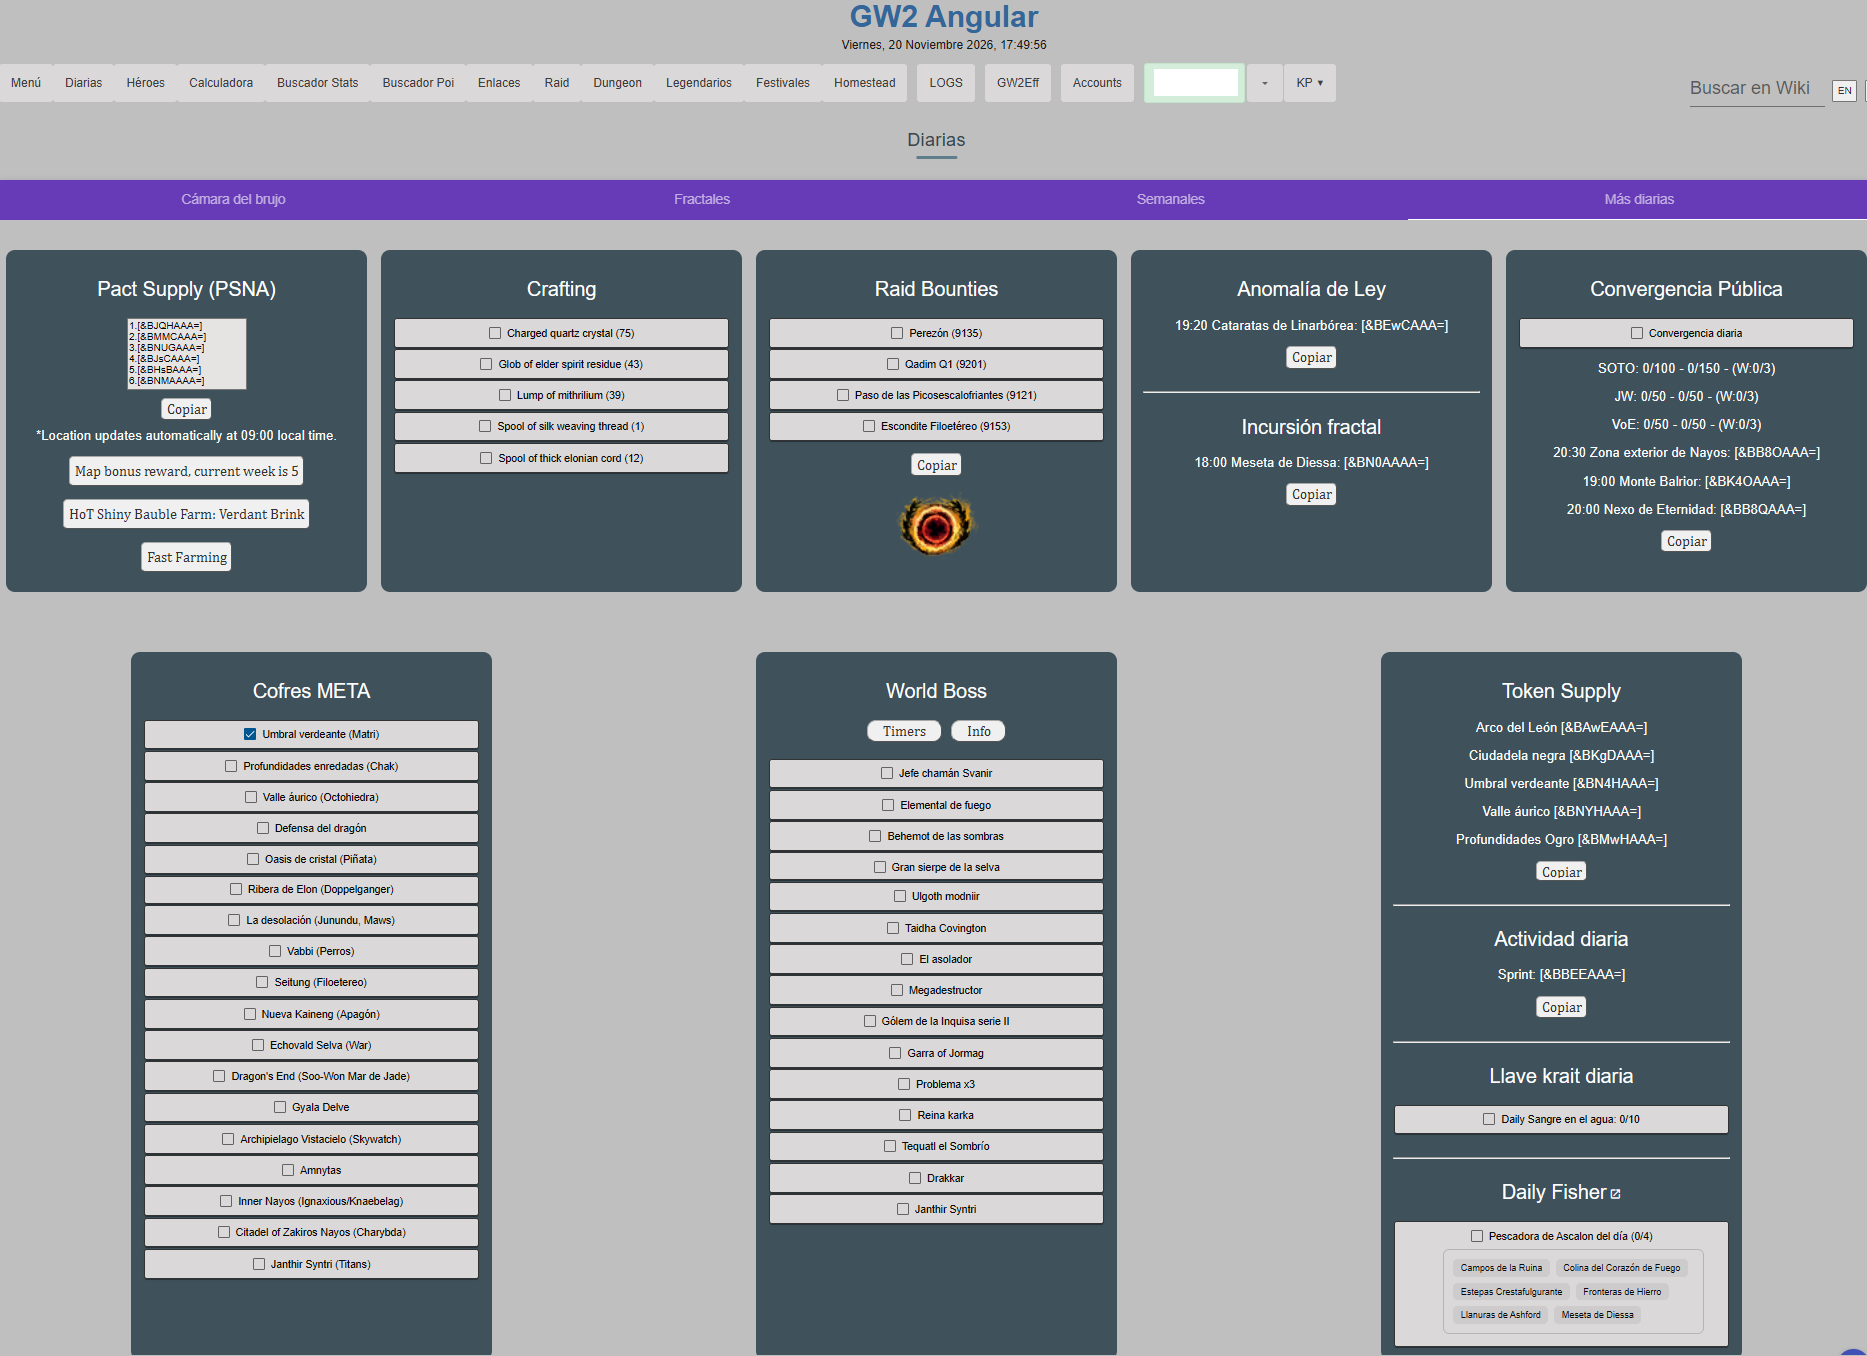 GW2 Angular
Viernes, 20 Noviembre 2026, 17:49:56
Menú Diarias Héroes Calculadora Buscador Stats Buscador Poi Enlaces Raid Dungeon Legendarios Festivales Homestead LOGS GW2Eff Accounts - KP ▾ Buscar en Wiki EN
Diarias
Cámara del brujo Fractales Semanales Más diarias
Pact Supply (PSNA)
1.[&BJQHAAA=]
2.[&BMMCAAA=]
3.[&BNUGAAA=]
4.[&BJsCAAA=]
5.[&BHsBAAA=]
6.[&BNMAAAA=]
Copiar
*Location updates automatically at 09:00 local time.
Map bonus reward, current week is 5
HoT Shiny Bauble Farm: Verdant Brink
Fast Farming
Crafting
Charged quartz crystal (75)
Glob of elder spirit residue (43)
Lump of mithrilium (39)
Spool of silk weaving thread (1)
Spool of thick elonian cord (12)
Raid Bounties
Perezón (9135)
Qadim Q1 (9201)
Paso de las Picosescalofriantes (9121)
Escondite Filoetéreo (9153)
Copiar
Anomalía de Ley
19:20 Cataratas de Linarbórea: [&BEwCAAA=]
Copiar
Incursión fractal
18:00 Meseta de Diessa: [&BN0AAAA=]
Copiar
Convergencia Pública
Convergencia diaria
SOTO: 0/100 - 0/150 - (W:0/3)
JW: 0/50 - 0/50 - (W:0/3)
VoE: 0/50 - 0/50 - (W:0/3)
20:30 Zona exterior de Nayos: [&BB8OAAA=]
19:00 Monte Balrior: [&BK4OAAA=]
20:00 Nexo de Eternidad: [&BB8QAAA=]
Copiar
Cofres META
Umbral verdeante (Matri)
Profundidades enredadas (Chak)
Valle áurico (Octohiedra)
Defensa del dragón
Oasis de cristal (Piñata)
Ribera de Elon (Doppelganger)
La desolación (Junundu, Maws)
Vabbi (Perros)
Seitung (Filoetereo)
Nueva Kaineng (Apagón)
Echovald Selva (War)
Dragon's End (Soo-Won Mar de Jade)
Gyala Delve
Archipielago Vistacielo (Skywatch)
Amnytas
Inner Nayos (Ignaxious/Knaebelag)
Citadel of Zakiros Nayos (Charybda)
Janthir Syntri (Titans)
World Boss
Timers Info
Jefe chamán Svanir
Elemental de fuego
Behemot de las sombras
Gran sierpe de la selva
Ulgoth modniir
Taidha Covington
El asolador
Megadestructor
Gólem de la Inquisa serie II
Garra of Jormag
Problema x3
Reina karka
Tequatl el Sombrío
Drakkar
Janthir Syntri
Token Supply
Arco del León [&BAwEAAA=]
Ciudadela negra [&BKgDAAA=]
Umbral verdeante [&BN4HAAA=]
Valle áurico [&BNYHAAA=]
Profundidades Ogro [&BMwHAAA=]
Copiar
Actividad diaria
Sprint: [&BBEEAAA=]
Copiar
Llave krait diaria
Daily Sangre en el agua: 0/10
Daily Fisher
Pescadora de Ascalon del día (0/4)
Campos de la Ruina Colina del Corazón de Fuego
Estepas Crestafulgurante Fronteras de Hierro
Llanuras de Ashford Meseta de Diessa